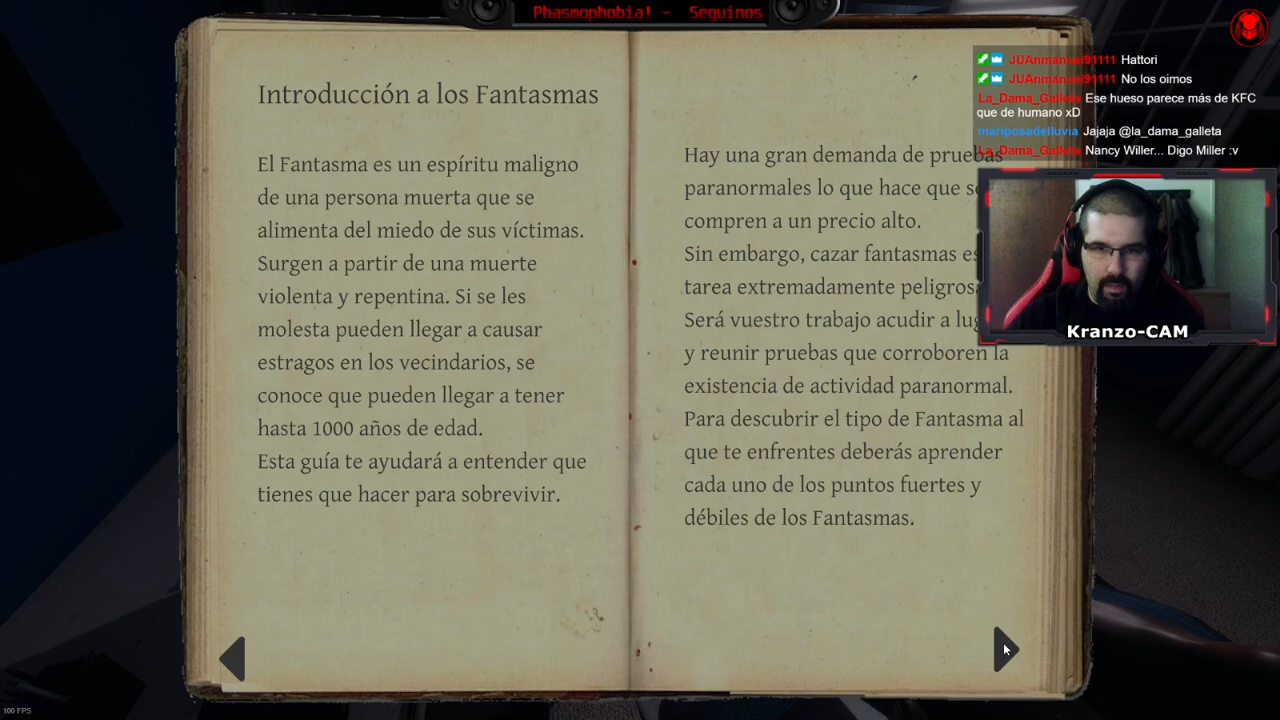 Phasmophobia! - Seguinos
Introducción a los Fantasmas
El Fantasma es un espíritu maligno
de una persona muerta que se
alimenta del miedo de sus víctimas.
Surgen a partir de una muerte
violenta y repentina. Si se les
molesta pueden llegar a causar
estragos en los vecindarios, se
conoce que pueden llegar a tener
hasta 1000 años de edad.
Esta guía te ayudará a entender que
tienes que hacer para sobrevivir.
Hay una gran demanda de pruebas
paranormales lo que hace que
compren a un precio alto.
Sin embargo, cazar fantasmas
tarea extremadamente
Será vuestro trabajo acudir a
y reunir pruebas que corroboren la
existencia de actividad paranormal.
Para descubrir el tipo de Fantasma al
que te enfrentes deberás aprender
cada uno de los puntos fuertes y
débiles de los Fantasmas.
Hattori
No los oimos
La_Dama_Galleta Ese hueso parece más de KFC
que de humano xD
mariposadelluvia Jajaja @la_dama_galleta
La_Dama_Galleta Nancy Willer... Digo Miller :v
Kranzo-CAM
100 FPS